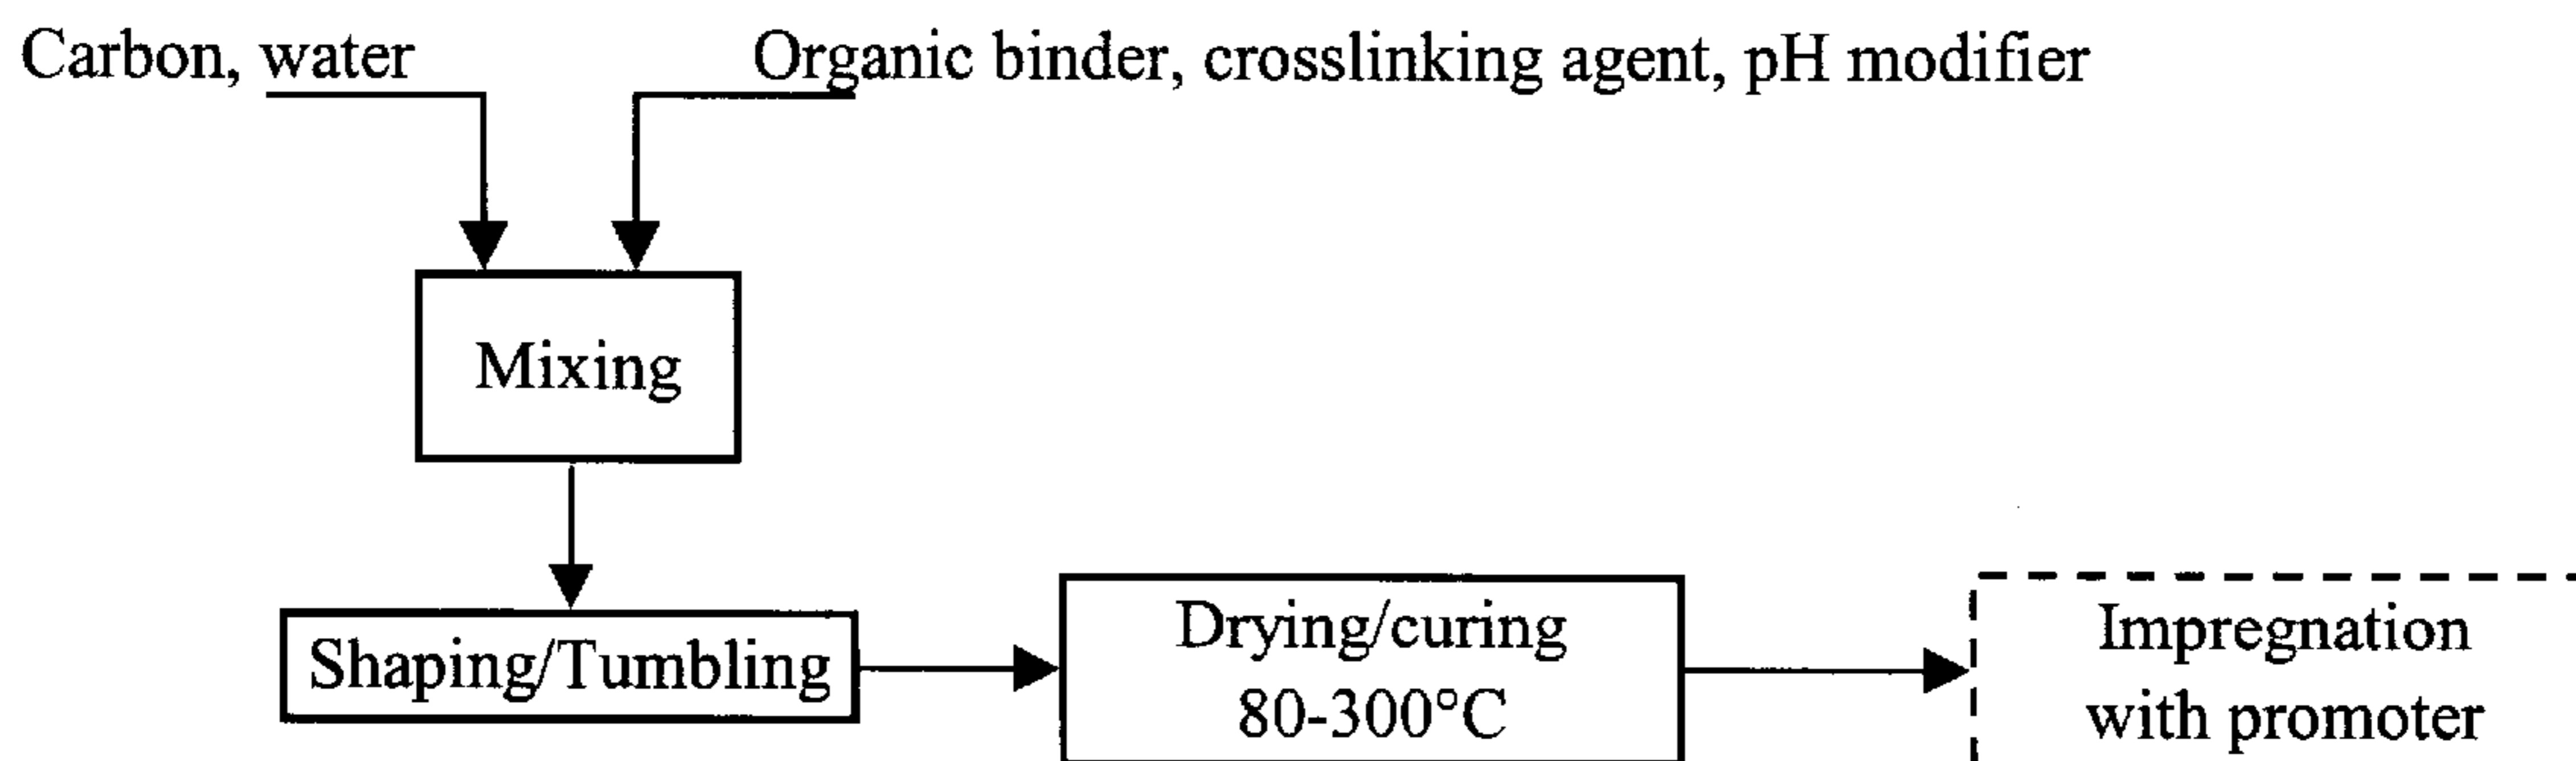 Carbon, water
Organic binder, crosslinking agent, pH modifier
Mixing
Shaping/Tumbling
Drying/curing
80-300°C
Impregnation
with promoter